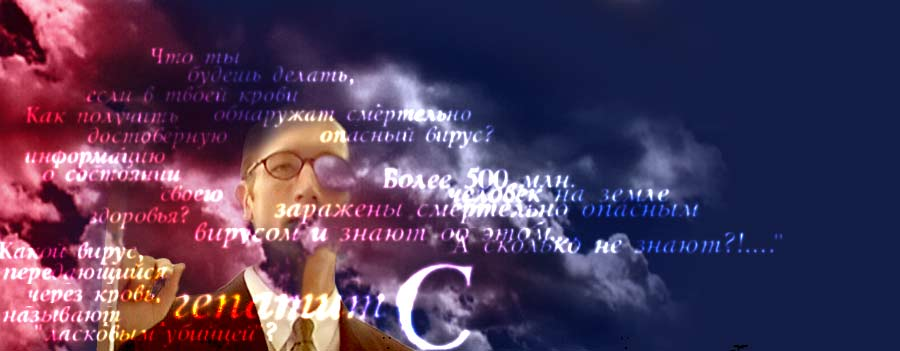 Что ты
будешь делать,
если в твоей крови
обнаружат смертельно
опасный вирус?
Как получить
достоверную
информацию
о состоянии
своего
здоровья?
Более 500 млн.
человек на земле
заражены смертельно опасным
вирусом и знают об этом.
А сколько не знают?!...."
Какой вирус,
передающийся
через кровь,
называют
"ласковым убийцей"?
гепатит С